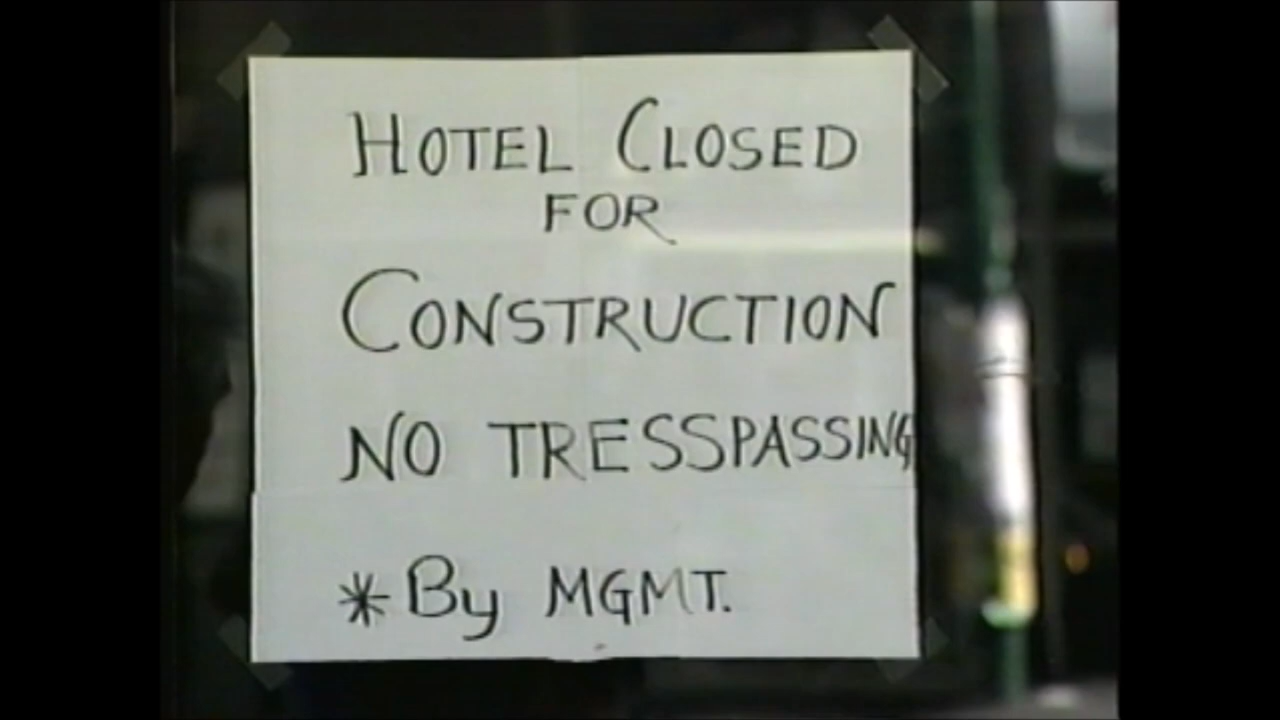 HOTEL CLOSED
FOR
CONSTRUCTION
NO TRESSPASSING
*By MGMT.